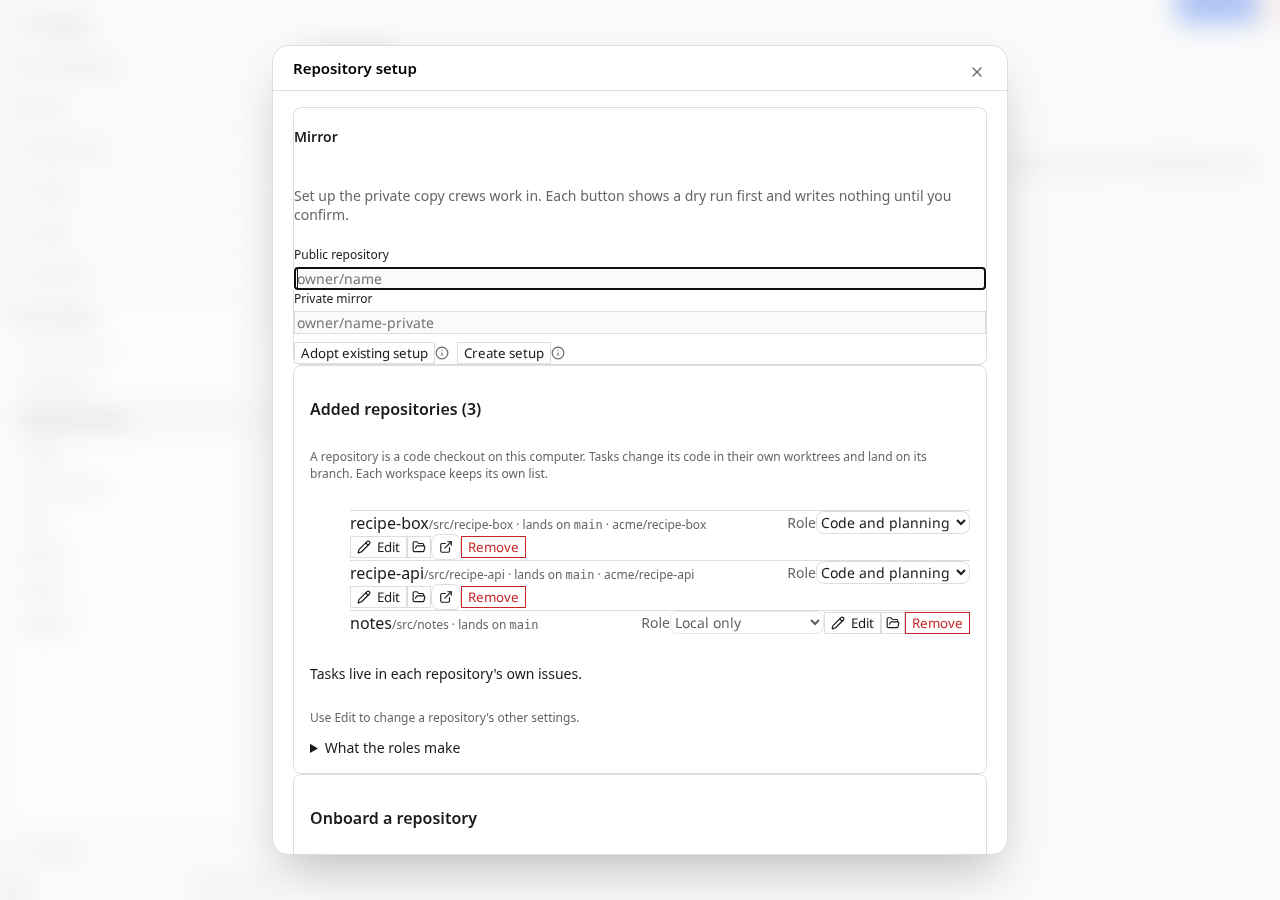 Repository setup
Mirror
Set up the private copy crews work in. Each button shows a dry run first and writes nothing until you
confirm.
Public repository
owner/name
Private mirror
owner/name-private
Adopt existing setup Create setup
Added repositories (3)
A repository is a code checkout on this computer. Tasks change its code in their own worktrees and land on its
branch. Each workspace keeps its own list.
recipe-box/src/recipe-box · lands on main · acme/recipe-box Role Code and planning
Edit Remove
recipe-api/src/recipe-api · lands on main · acme/recipe-api Role Code and planning
Edit Remove
notes/src/notes · lands on main Role Local only Edit Remove
Tasks live in each repository's own issues.
Use Edit to change a repository's other settings.
What the roles make
Onboard a repository